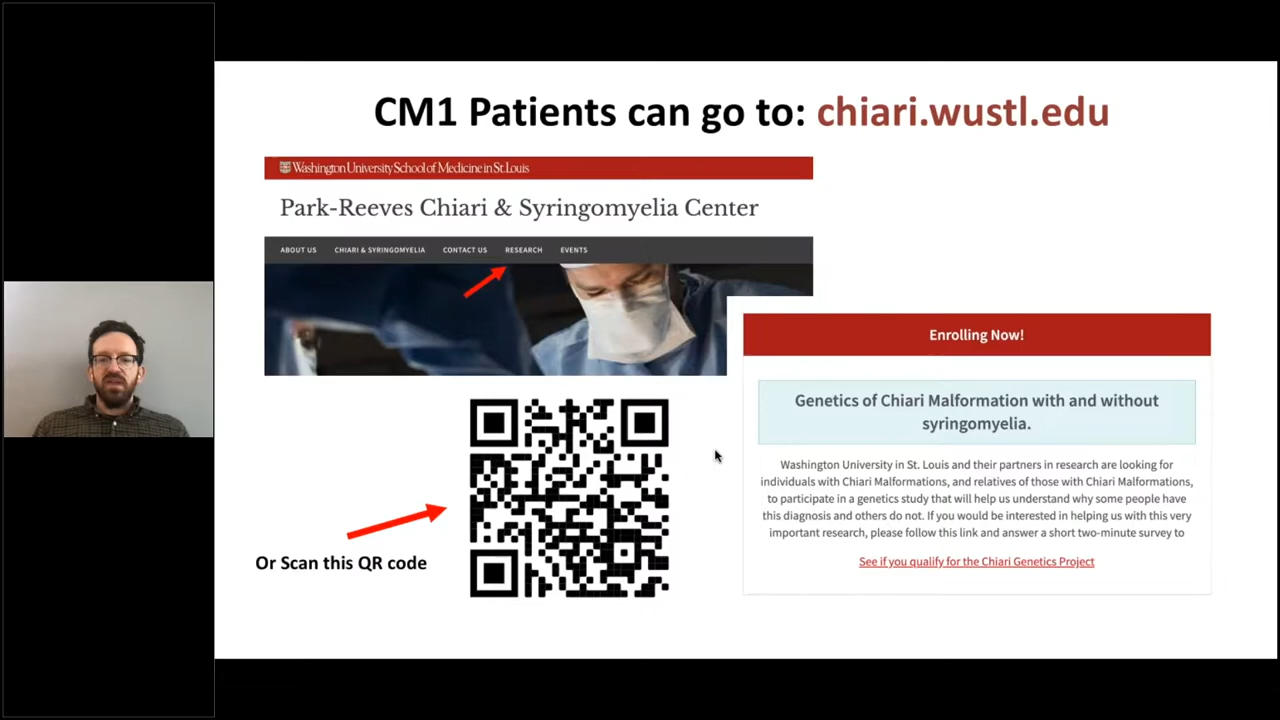 CM1 Patients can go to: chiari.wustl.edu
Washington University School of Medicine in St. Louis
Park-Reeves Chiari & Syringomyelia Center
ABOUT US CHIARI & SYRINGOMYELIA CONTACT US RESEARCH EVENTS
Enrolling Now!
Genetics of Chiari Malformation with and without
syringomyelia.
Washington University in St. Louis and their partners in research are looking for
individuals with Chiari Malformations, and relatives of those with Chiari Malformations,
to participate in a genetics study that will help us understand why some people have
this diagnosis and others do not. If you would be interested in helping us with this very
important research, please follow this link and answer a short two-minute survey to
See if you qualify for the Chiari Genetics Project
Or Scan this QR code